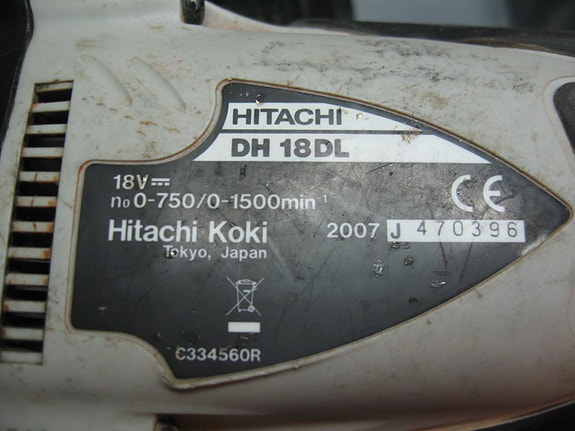 HITACHI
DH 18DL
18V⎓
n₀ 0-750/0-1500min⁻¹
CE
Hitachi Koki 2007 J 470396
Tokyo, Japan
C334560R